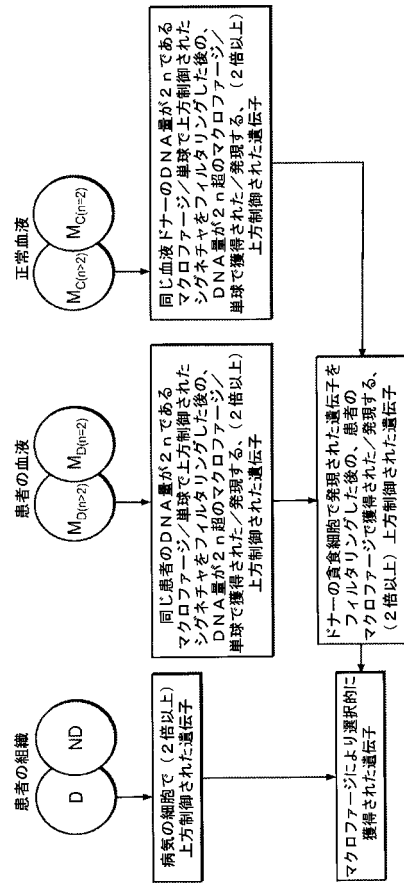 患者の組織
D
ND
病気の細胞で(2倍以上)
上方制御された遺伝子
マクロファージにより選択的に
獲得された遺伝子
患者の血液
MD(n>2)
MD(n=2)
同じ患者のDNA量が2nである
マクロファージ/単球で上方制御された
シグネチャをフィルタリングした後の、
DNA量が2n超のマクロファージ/
単球で獲得された/発現する、(2倍以上)
上方制御された遺伝子
ドナーの貪食細胞で発現された遺伝子を
フィルタリングした後の、患者の
マクロファージで獲得された/発現する、
(2倍以上)上方制御された遺伝子
正常血液
MC(n>2)
MC(n=2)
同じ血液ドナーのDNA量が2nである
マクロファージ/単球で上方制御された
シグネチャをフィルタリングした後の、
DNA量が2n超のマクロファージ/
単球で獲得された/発現する、(2倍以上)
上方制御された遺伝子